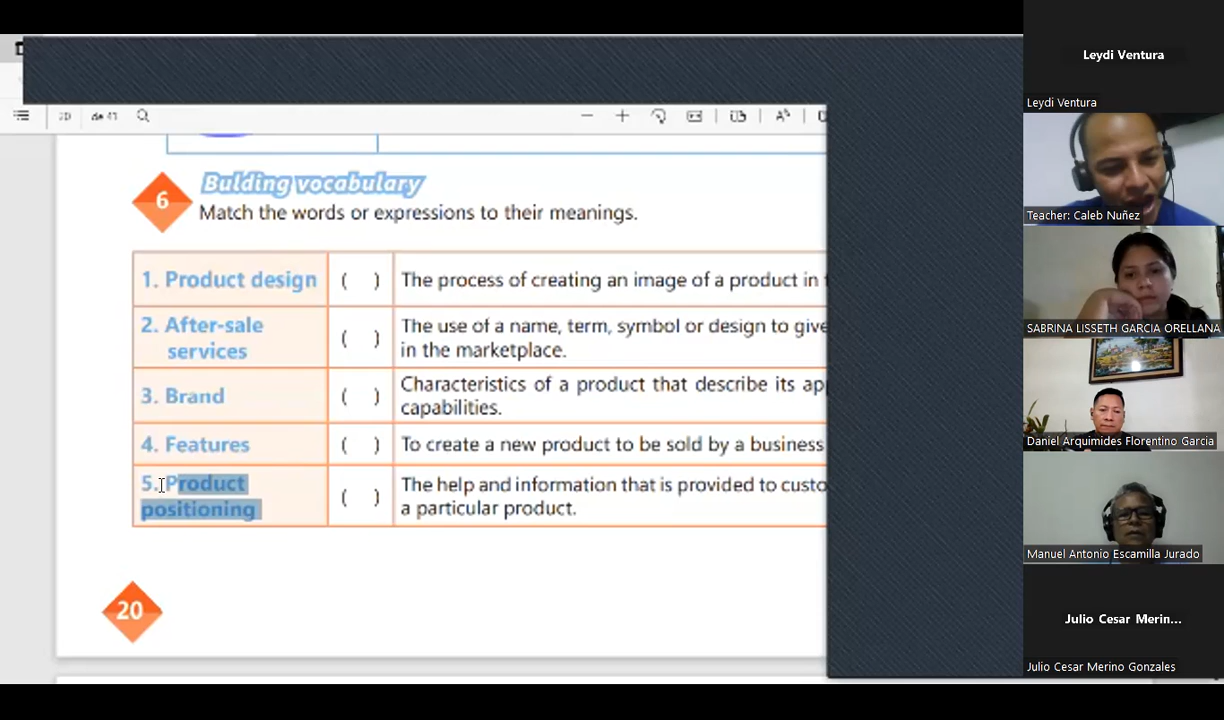 de 41
6
Bulding vocabulary
Match the words or expressions to their meanings.
1. Product design ( ) The process of creating an image of a product in
2. After-sale services ( ) The use of a name, term, symbol or design to give
in the marketplace.
3. Brand ( ) Characteristics of a product that describe its
capabilities.
4. Features ( ) To create a new product to be sold by a business
5. Product positioning ( ) The help and information that is provided to
a particular product.
20
Leydi Ventura
Leydi Ventura
Teacher: Caleb Nuñez
SABRINA LISSETH GARCIA ORELLANA
Daniel Arquimides Florentino Garcia
Manuel Antonio Escamilla Jurado
Julio Cesar Merin...
Julio Cesar Merino Gonzales